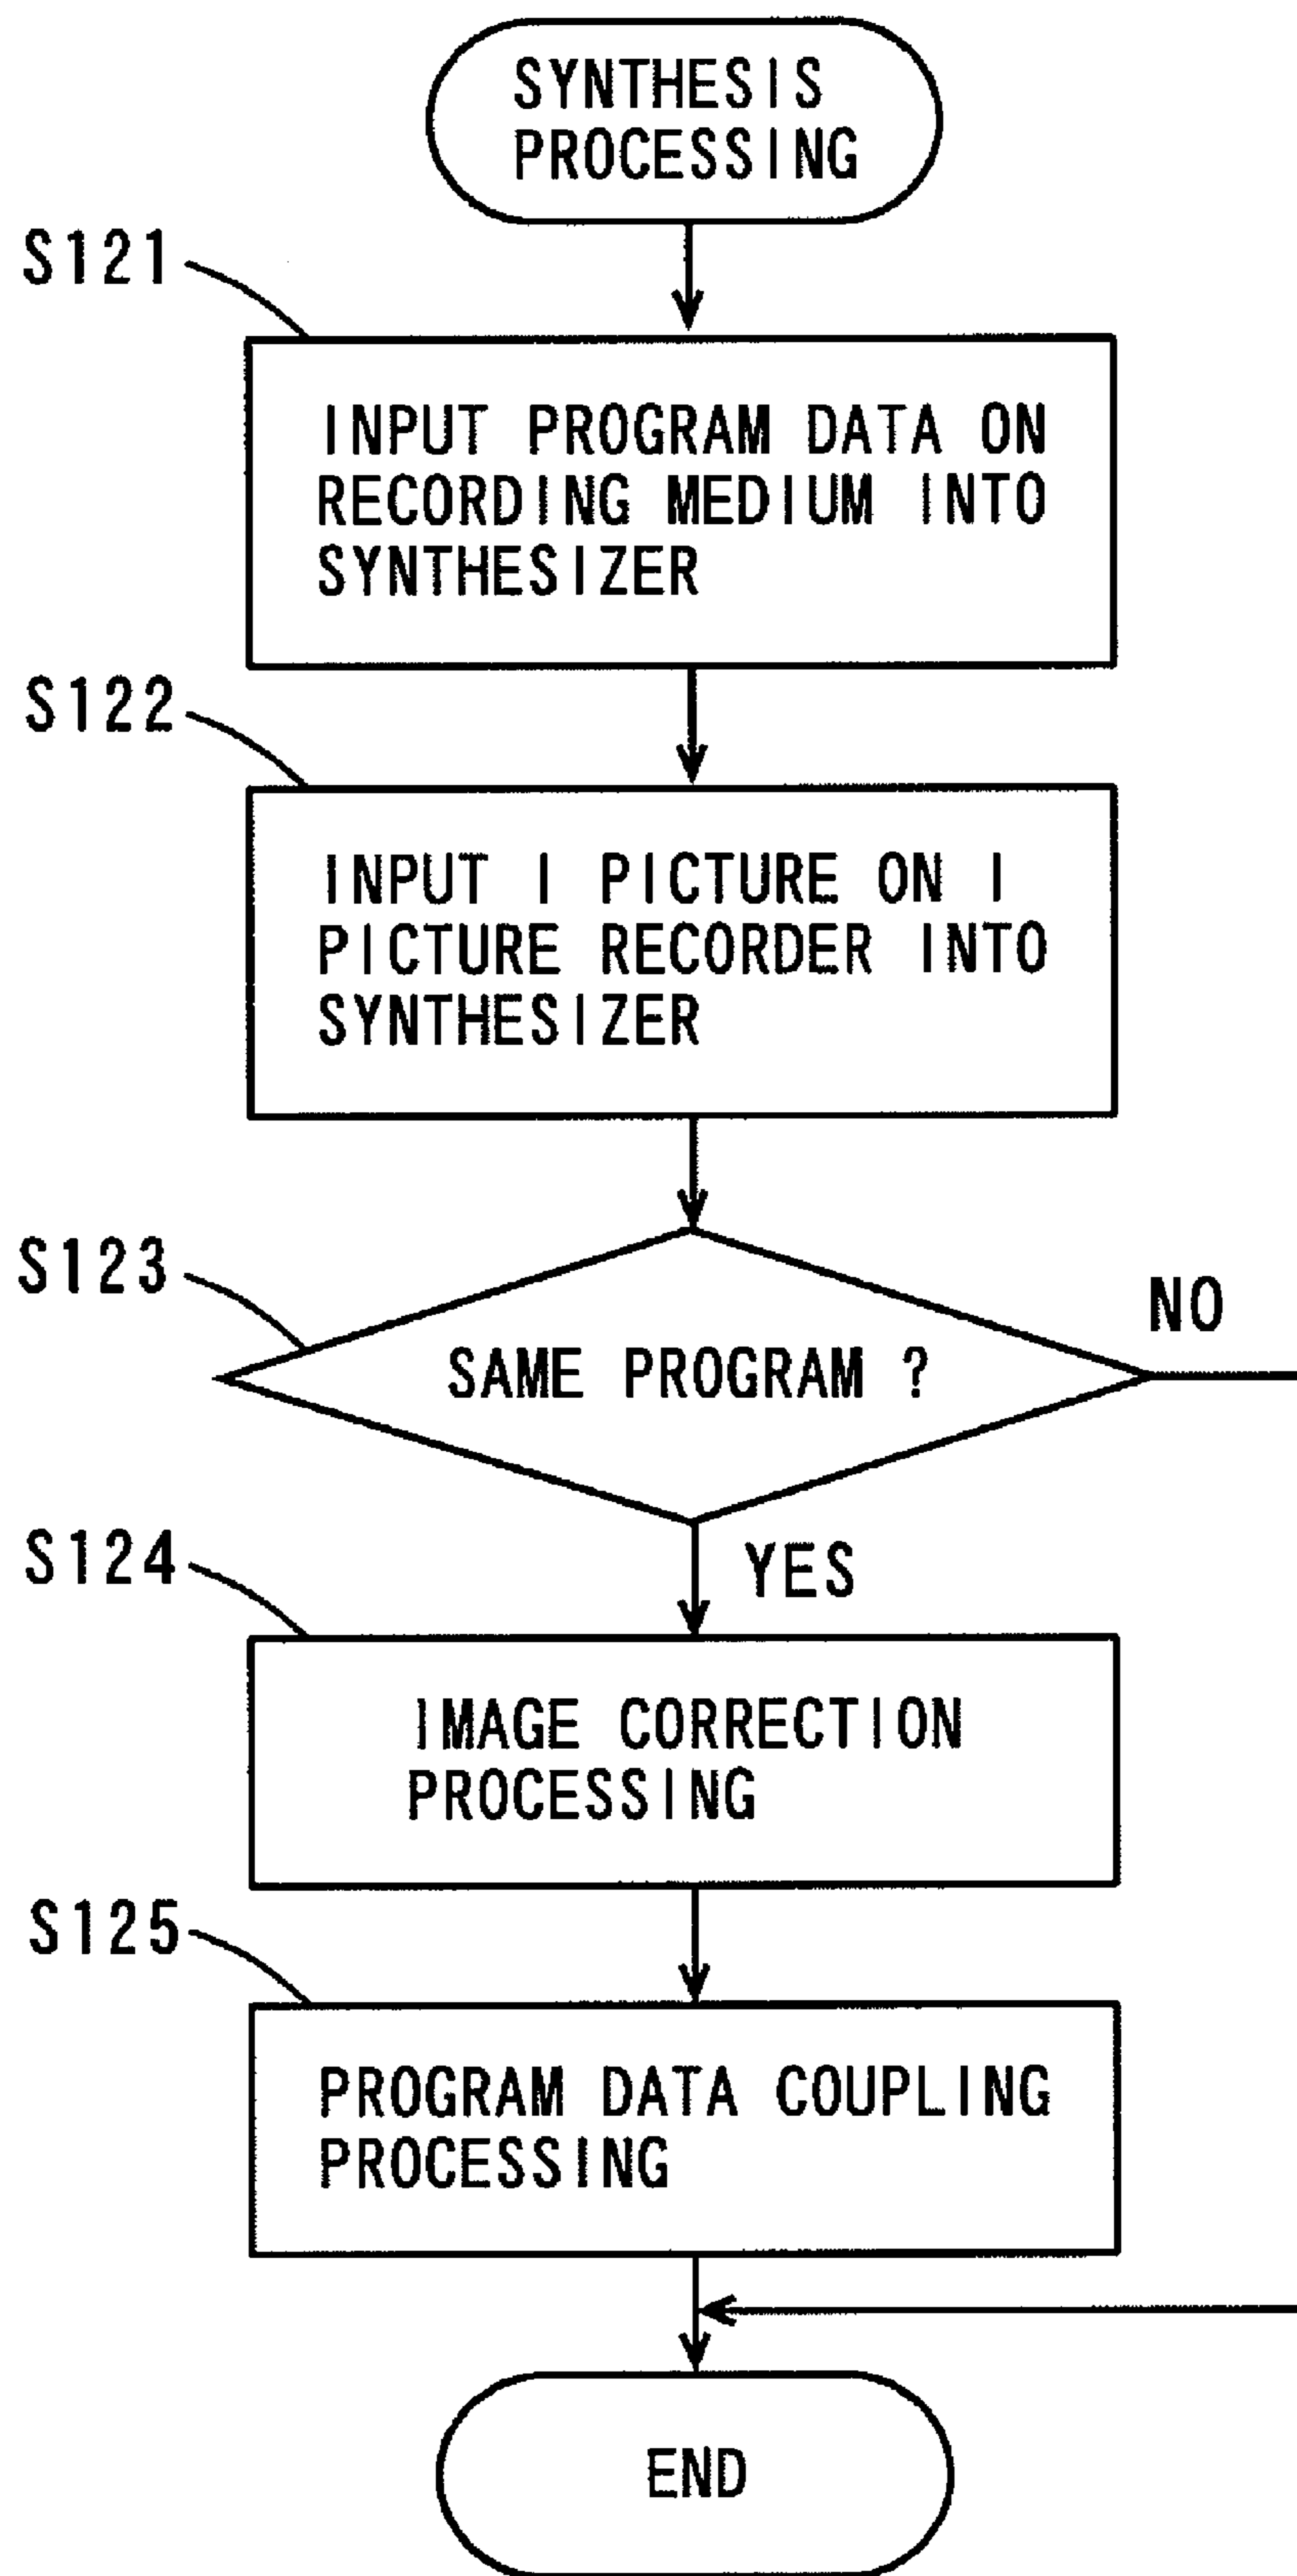 SYNTHESIS
PROCESSING
S121
INPUT PROGRAM DATA ON
RECORDING MEDIUM INTO
SYNTHESIZER
S122
INPUT I PICTURE ON I
PICTURE RECORDER INTO
SYNTHESIZER
S123
SAME PROGRAM ?
NO
YES
S124
IMAGE CORRECTION
PROCESSING
S125
PROGRAM DATA COUPLING
PROCESSING
END